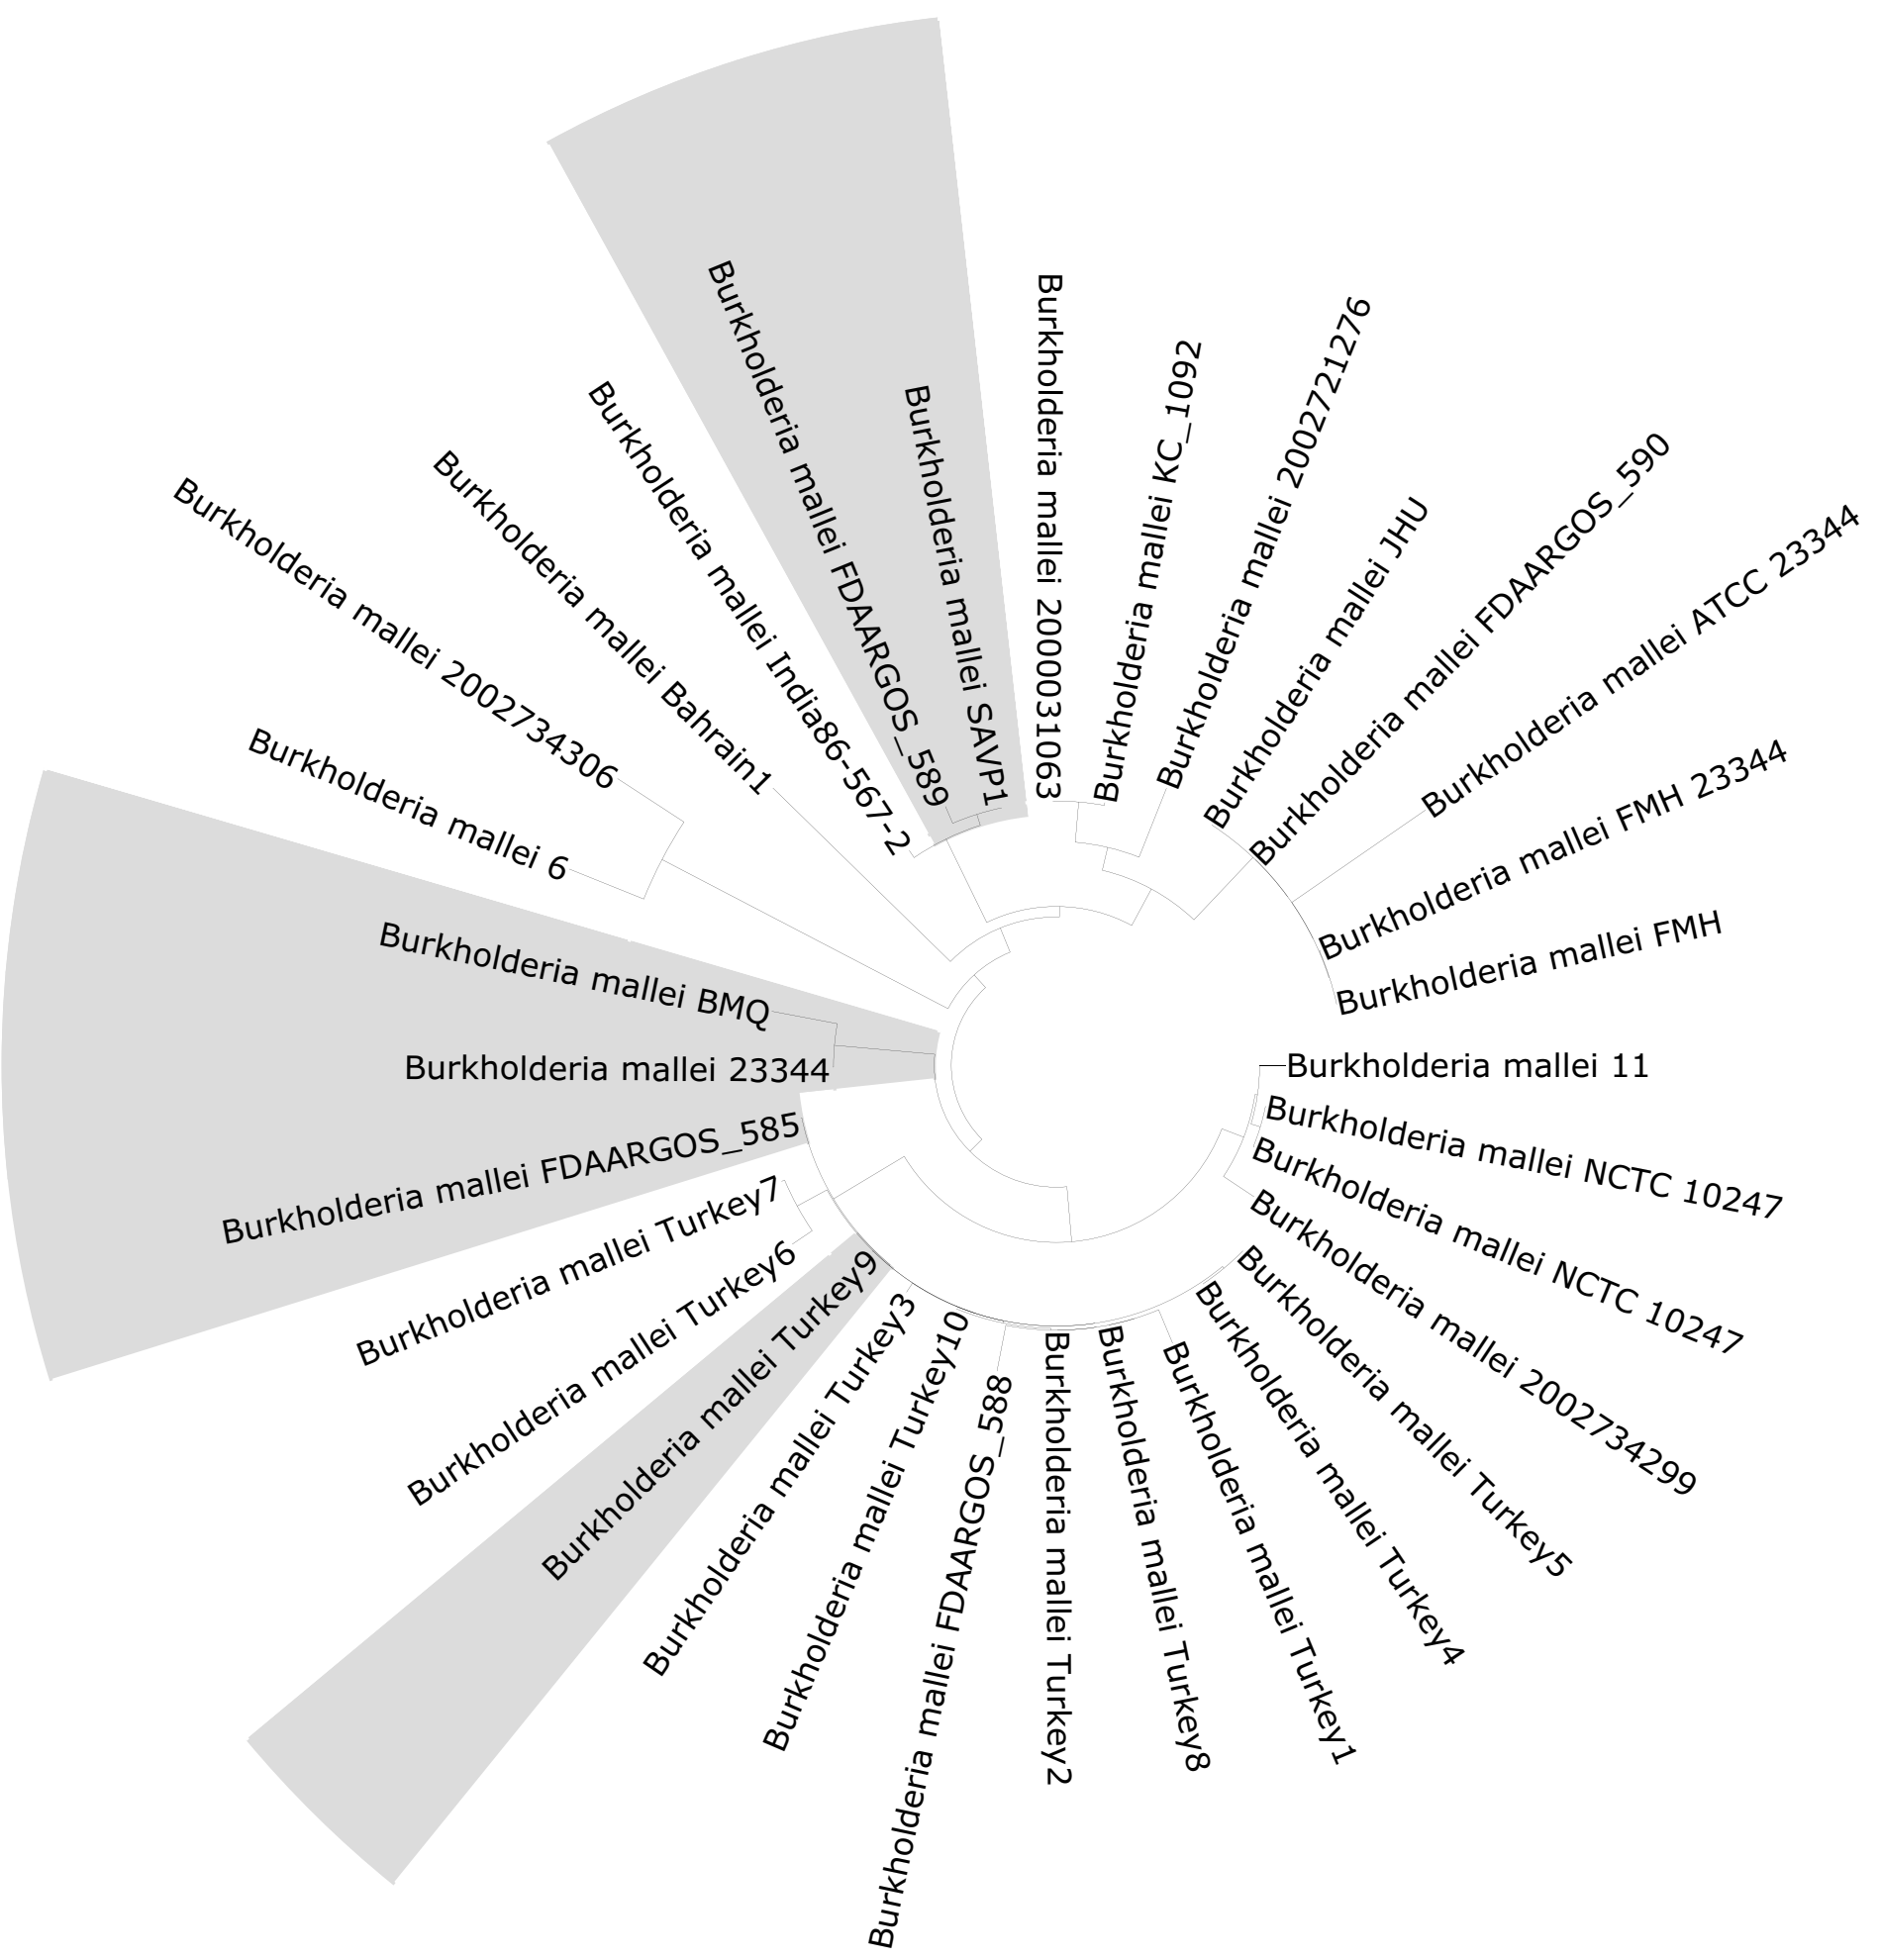 Burkholderia mallei 2000031063
Burkholderia mallei KC_1092
Burkholderia mallei 2002721276
Burkholderia mallei JHU
Burkholderia mallei FDAARGOS_590
Burkholderia mallei ATCC 23344
Burkholderia mallei FMH 23344
Burkholderia mallei FMH
Burkholderia mallei 11
Burkholderia mallei NCTC 10247
Burkholderia mallei NCTC 10247
Burkholderia mallei 2002734299
Burkholderia mallei Turkey5
Burkholderia mallei Turkey4
Burkholderia mallei Turkey1
Burkholderia mallei Turkey8
Burkholderia mallei Turkey2
Burkholderia mallei FDAARGOS_588
Burkholderia mallei Turkey10
Burkholderia mallei Turkey3
Burkholderia mallei Turkey9
Burkholderia mallei Turkey6
Burkholderia mallei Turkey7
Burkholderia mallei FDAARGOS_585
Burkholderia mallei 23344
Burkholderia mallei BMQ
Burkholderia mallei 6
Burkholderia mallei 2002734306
Burkholderia mallei Bahrain1
Burkholderia mallei India86-567-2
Burkholderia mallei FDAARGOS_589
Burkholderia mallei SAVP1